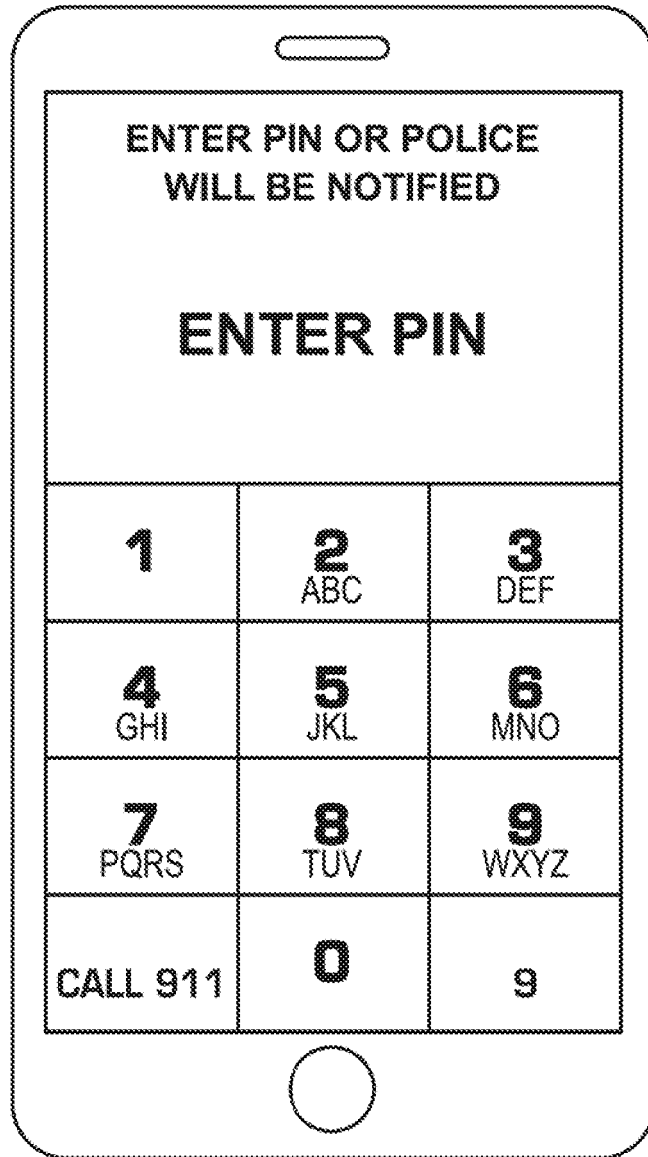 ENTER PIN OR POLICE
WILL BE NOTIFIED
ENTER PIN
1 2 3
ABC DEF
4 5 6
GHI JKL MNO
7 8 9
PQRS TUV WXYZ
CALL 911 0 9